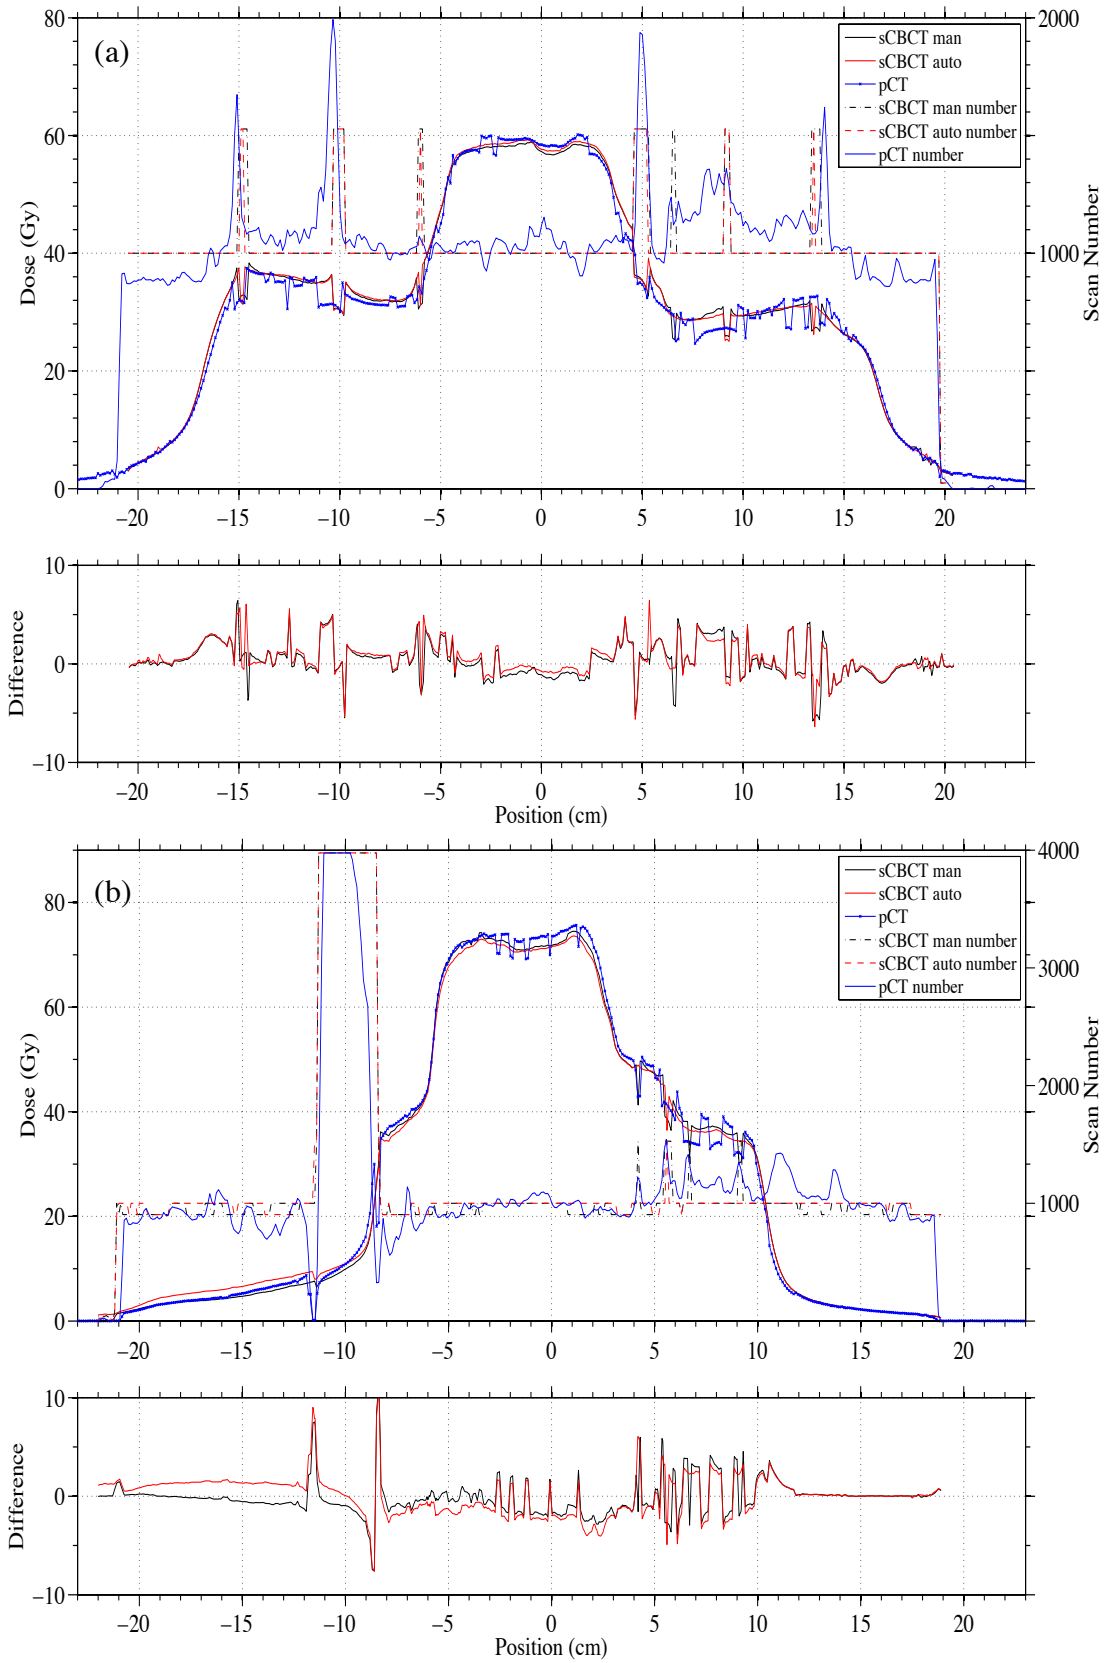 (a)
80
60
40
20
0
Dose (Gy)
2000
1000
0
Scan Number
sCBCT man
sCBCT auto
pCT
sCBCT man number
sCBCT auto number
pCT number
−20 −15 −10 −5 0 5 10 15 20
10
0
−10
Difference
−20 −15 −10 −5 0 5 10 15 20
Position (cm)
(b)
80
60
40
20
0
Dose (Gy)
4000
3000
2000
1000
0
Scan Number
sCBCT man
sCBCT auto
pCT
sCBCT man number
sCBCT auto number
pCT number
−20 −15 −10 −5 0 5 10 15 20
10
5
0
−5
−10
Difference
−20 −15 −10 −5 0 5 10 15 20
Position (cm)